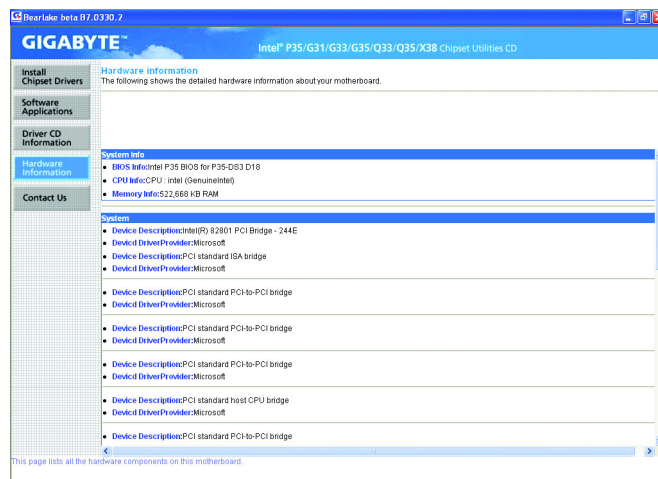 Bearlake beta B7.0330.2
GIGABYTE™
Intel® P35/G31/G33/G35/Q33/Q35/X38 Chipset Utilities CD
Install
Chipset Drivers
Software
Applications
Driver CD
Information
Hardware
Information
Contact Us
Hardware information
The following shows the detailed hardware information about your motherboard.
System Info
• BIOS Info:Intel P35 BIOS for P35-DS3 D18
• CPU Info:CPU : intel (GenuineIntel)
• Memory Info:522,668 KB RAM
System
• Device Description:Intel(R) 82801 PCI Bridge - 244E
• Devicd DriverProvider:Microsoft
• Device Description:PCI standard ISA bridge
• Devicd DriverProvider:Microsoft
• Device Description:PCI standard PCI-to-PCI bridge
• Devicd DriverProvider:Microsoft
• Device Description:PCI standard PCI-to-PCI bridge
• Devicd DriverProvider:Microsoft
• Device Description:PCI standard PCI-to-PCI bridge
• Devicd DriverProvider:Microsoft
• Device Description:PCI standard host CPU bridge
• Devicd DriverProvider:Microsoft
• Device Description:PCI standard PCI-to-PCI bridge
This page lists all the hardware components on this motherboard.